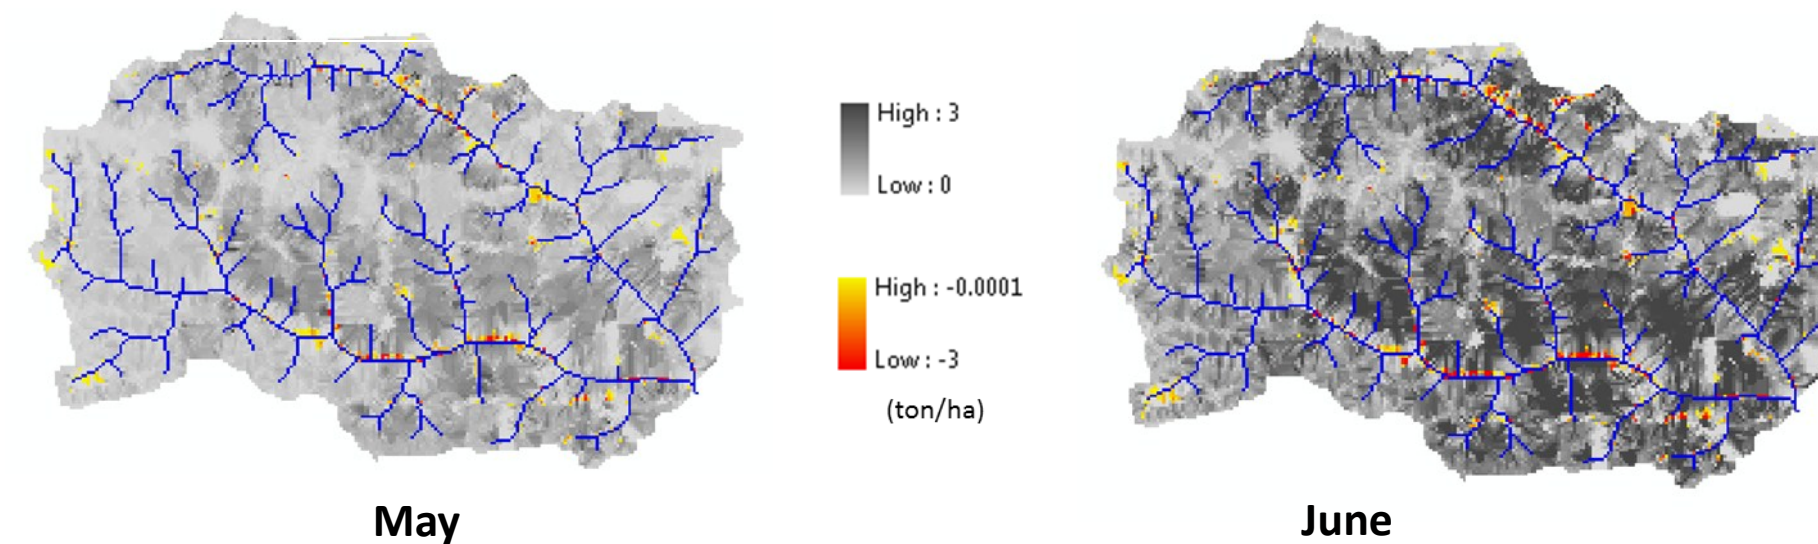 High : 3
Low : 0
High : -0.0001
Low : -3
(ton/ha)
May
June